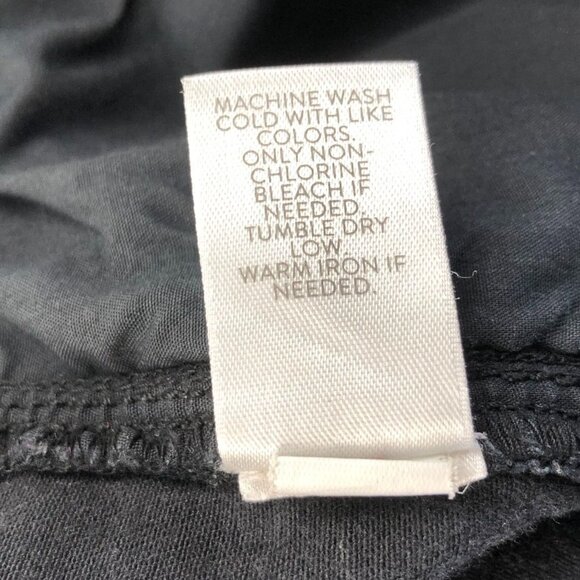 MACHINE WASH
COLD WITH LIKE
COLORS.
ONLY NON-
CHLORINE
BLEACH IF
NEEDED.
TUMBLE DRY
LOW.
WARM IRON IF
NEEDED.